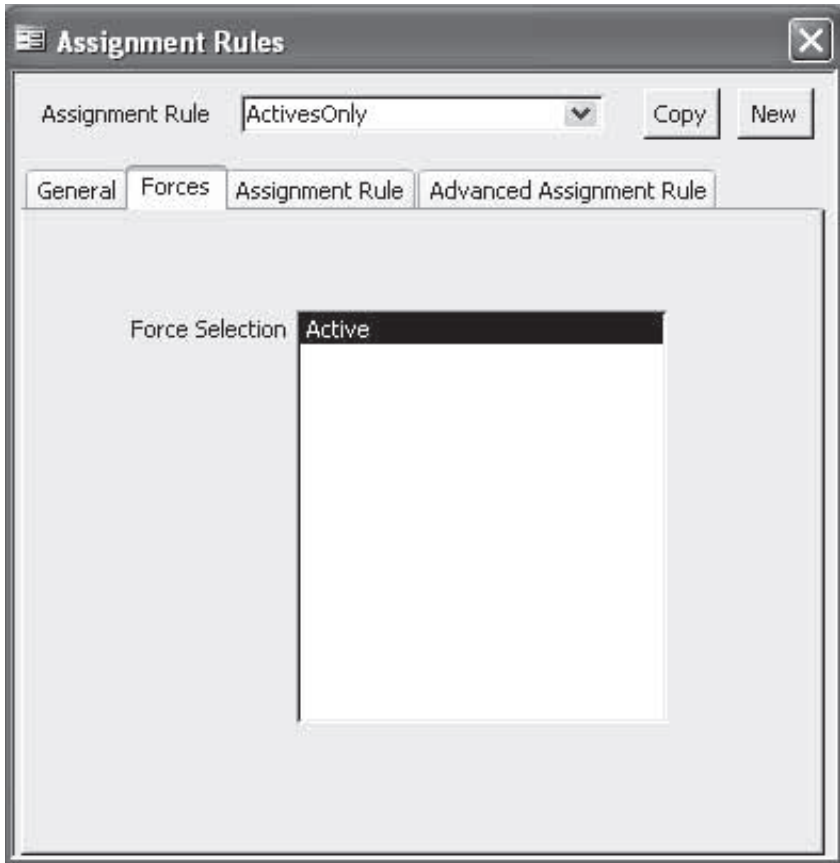 Assignment Rules
Assignment Rule ActivesOnly Copy New
General Forces Assignment Rule Advanced Assignment Rule
Force Selection Active